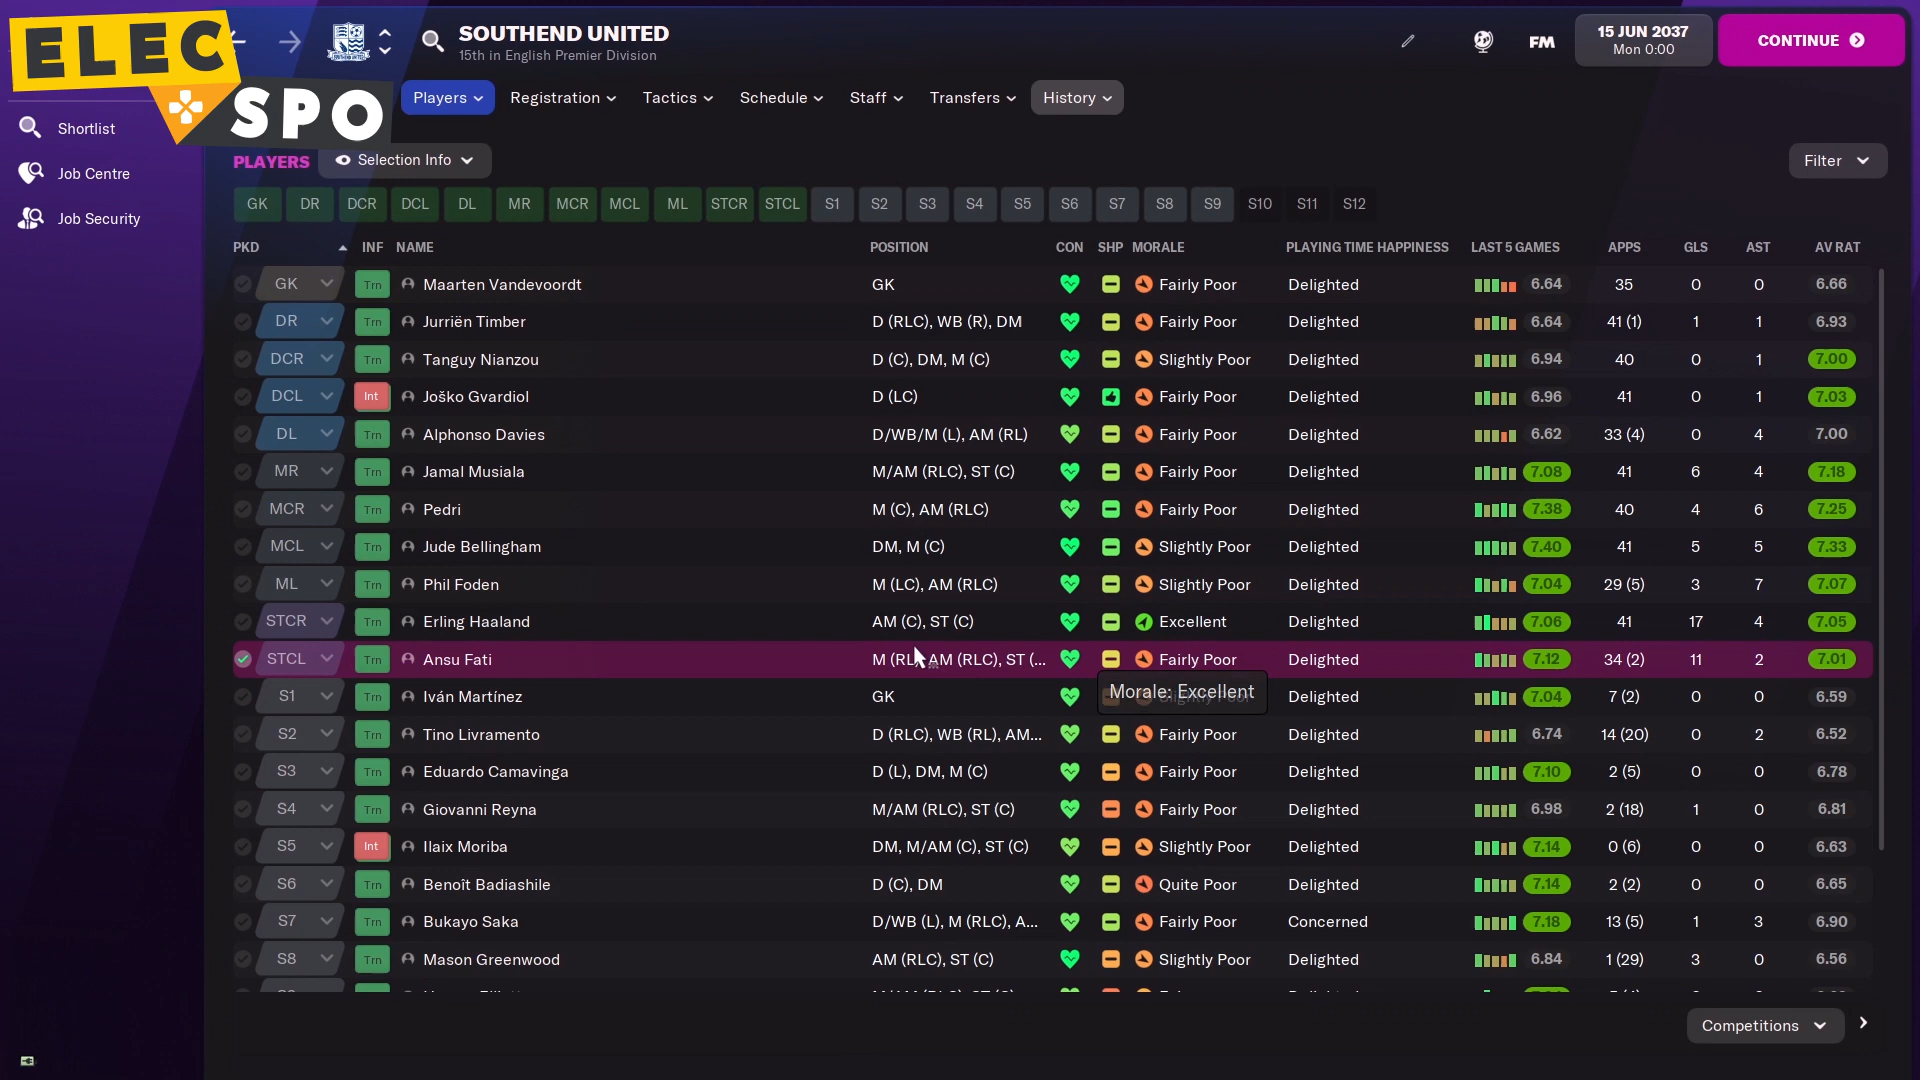 ELEC
SPO
SOUTHEND UNITED
15th in English Premier Division
FM
15 JUN 2037
Mon 0:00
CONTINUE
Players
Registration
Tactics
Schedule
Staff
Transfers
History
Shortlist
Job Centre
Job Security
PLAYERS
Selection Info
Filter
GK DR DCR DCL DL MR MCR MCL ML STCR STCL S1 S2 S3 S4 S5 S6 S7 S8 S9 S10 S11 S12
PKD INF NAME POSITION CON SHP MORALE PLAYING TIME HAPPINESS LAST 5 GAMES APPS GLS AST AV RAT
GK Trn Maarten Vandevoordt GK Fairly Poor Delighted 6.64 35 0 0 6.66
DR Trn Jurriën Timber D (RLC), WB (R), DM Fairly Poor Delighted 6.64 41 (1) 1 1 6.93
DCR Trn Tanguy Nianzou D (C), DM, M (C) Slightly Poor Delighted 6.94 40 0 1 7.00
DCL Int Joško Gvardiol D (LC) Fairly Poor Delighted 6.96 41 0 1 7.03
DL Trn Alphonso Davies D/WB/M (L), AM (RL) Fairly Poor Delighted 6.62 33 (4) 0 4 7.00
MR Trn Jamal Musiala M/AM (RLC), ST (C) Fairly Poor Delighted 7.08 41 6 4 7.18
MCR Trn Pedri M (C), AM (RLC) Fairly Poor Delighted 7.38 40 4 6 7.25
MCL Trn Jude Bellingham DM, M (C) Slightly Poor Delighted 7.40 41 5 5 7.33
ML Trn Phil Foden M (LC), AM (RLC) Slightly Poor Delighted 7.04 29 (5) 3 7 7.07
STCR Trn Erling Haaland AM (C), ST (C) Excellent Delighted 7.06 41 17 4 7.05
STCL Trn Ansu Fati M (RL AM (RLC), ST (... Fairly Poor Delighted 7.12 34 (2) 11 2 7.01
Morale: Excellent
S1 Trn Iván Martínez GK Delighted 7.04 7 (2) 0 0 6.59
S2 Trn Tino Livramento D (RLC), WB (RL), AM... Fairly Poor Delighted 6.74 14 (20) 0 2 6.52
S3 Trn Eduardo Camavinga D (L), DM, M (C) Fairly Poor Delighted 7.10 2 (5) 0 0 6.78
S4 Trn Giovanni Reyna M/AM (RLC), ST (C) Fairly Poor Delighted 6.98 2 (18) 1 0 6.81
S5 Int Ilaix Moriba DM, M/AM (C), ST (C) Slightly Poor Delighted 7.14 0 (6) 0 0 6.63
S6 Trn Benoît Badiashile D (C), DM Quite Poor Delighted 7.14 2 (2) 0 0 6.65
S7 Trn Bukayo Saka D/WB (L), M (RLC), A... Fairly Poor Concerned 7.18 13 (5) 1 3 6.90
S8 Trn Mason Greenwood AM (RLC), ST (C) Slightly Poor Delighted 6.84 1 (29) 3 0 6.56
Competitions